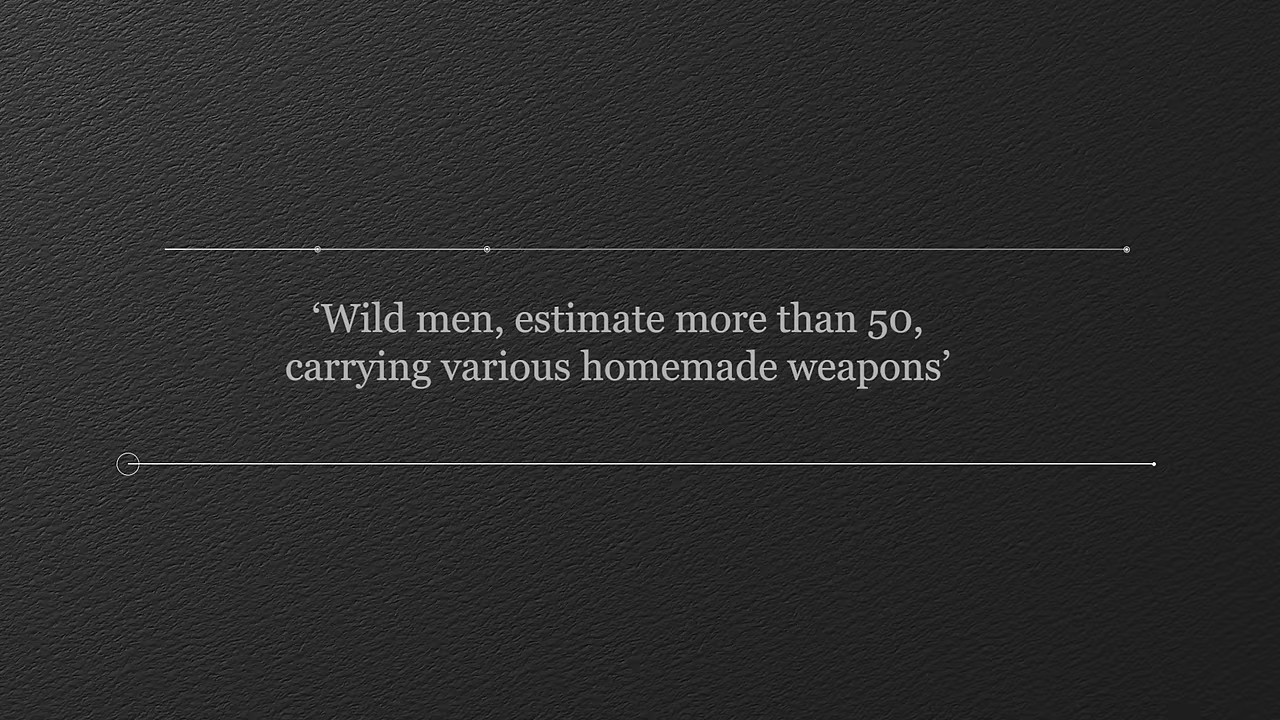 ‘Wild men, estimate more than 50,
carrying various homemade weapons’